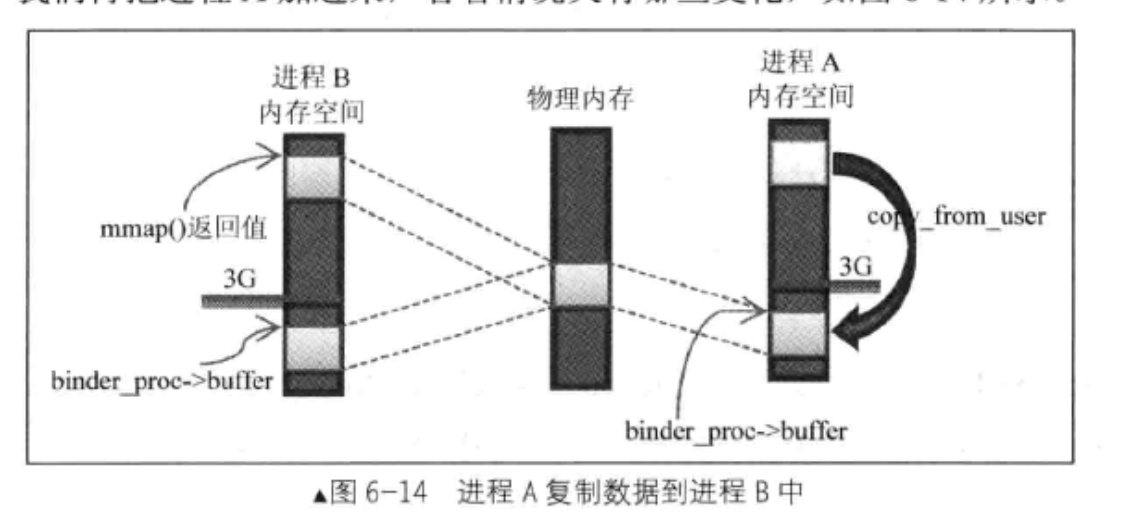 进程 B
内存空间
物理内存
进程 A
内存空间
mmap()返回值
copy_from_user
3G
3G
binder_proc->buffer
binder_proc->buffer
▲图 6-14 进程 A 复制数据到进程 B 中